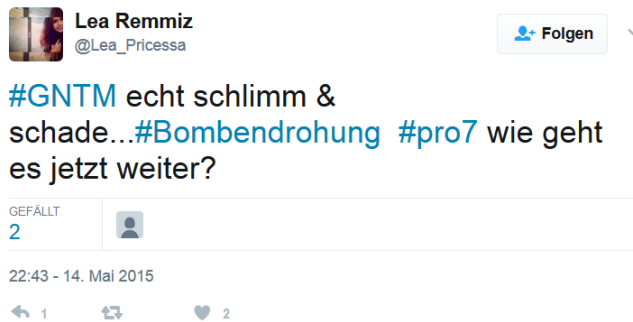 Lea Remmiz
@Lea_Pricessa
Folgen
#GNTM echt schlimm &
schade...#Bombendrohung #pro7 wie geht
es jetzt weiter?
GEFÄLLT
2
22:43 - 14. Mai 2015
1
2